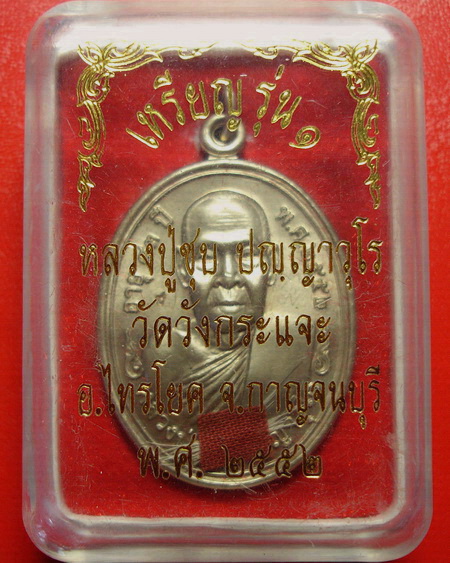 เหรียญ รุ่น ๑
หลวงปู่ชุบ ปญฺญาวุโร
วัดวังกระแจะ
อ.ไทรโยค จ.กาญจนบุรี
พ.ศ. ๒๕๕๒